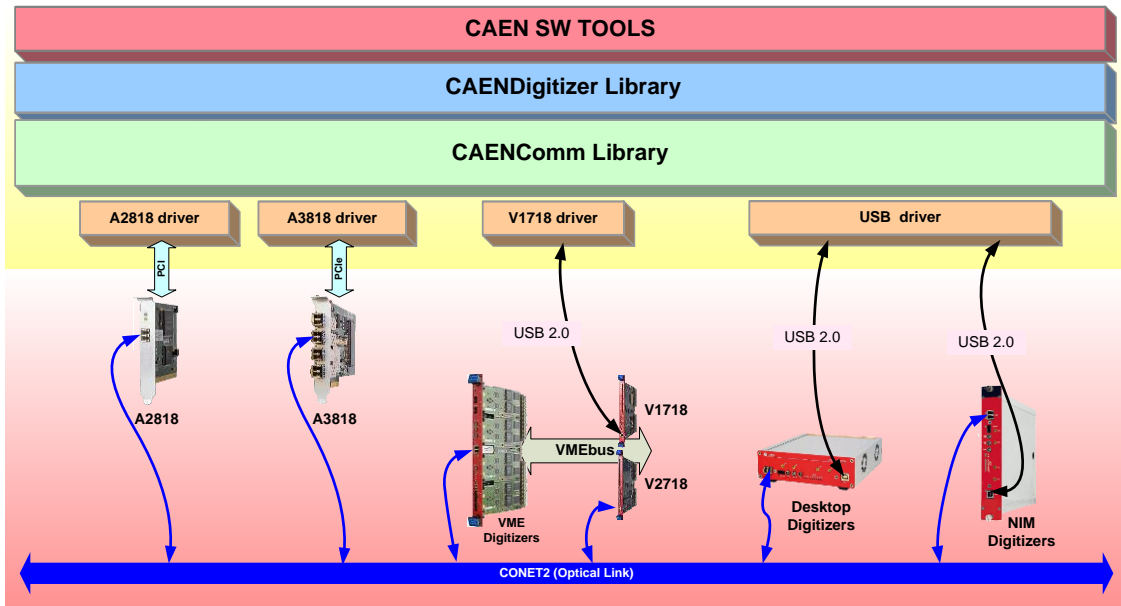 CAEN SW TOOLS
CAENDigitizer Library
CAENComm Library
A2818 driver
A3818 driver
V1718 driver
USB driver
PCI
PCIe
USB 2.0
USB 2.0
USB 2.0
A2818
A3818
V1718
VMEbus
V2718
VME
Digitizers
Desktop
Digitizers
NIM
Digitizers
CONET2 (Optical Link)